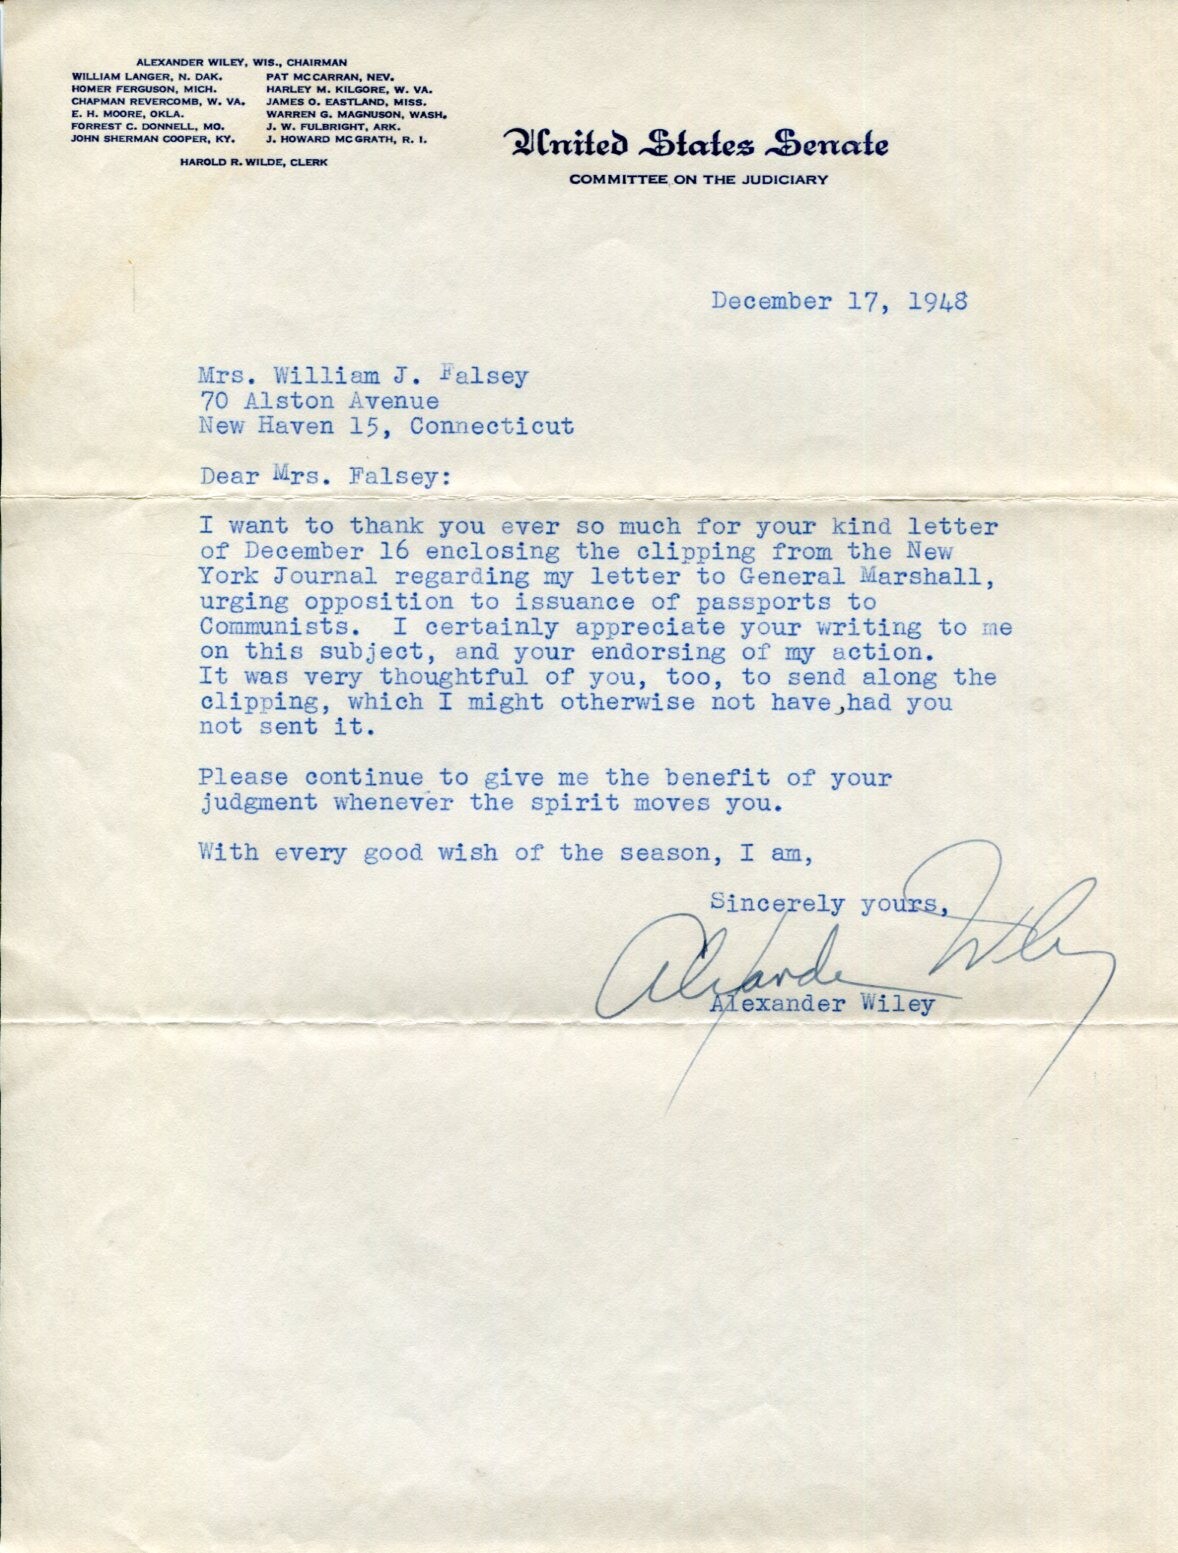 ALEXANDER WILEY, WIS., CHAIRMAN
WILLIAM LANGER, N. DAK.
HOMER FERGUSON, MICH.
CHAPMAN REVERCOMB, W. VA.
E. H. MOORE, OKLA.
FORREST C. DONNELL, MO.
JOHN SHERMAN COOPER, KY.
PAT MCCARRAN, NEV.
HARLEY M. KILGORE, W. VA.
JAMES O. EASTLAND, MISS.
WARREN G. MAGNUSON, WASH.
J. W. FULBRIGHT, ARK.
J. HOWARD MCGRATH, R. I.
HAROLD R. WILDE, CLERK
United States Senate
COMMITTEE ON THE JUDICIARY
December 17, 1948
Mrs. William J. Falsey
70 Alston Avenue
New Haven 15, Connecticut
Dear Mrs. Falsey:
I want to thank you ever so much for your kind letter
of December 16 enclosing the clipping from the New
York Journal regarding my letter to General Marshall,
urging opposition to issuance of passports to
Communists. I certainly appreciate your writing to me
on this subject, and your endorsing of my action.
It was very thoughtful of you, too, to send along the
clipping, which I might otherwise not have,had you
not sent it.
Please continue to give me the benefit of your
judgment whenever the spirit moves you.
With every good wish of the season, I am,
Sincerely yours,
Alexander Wiley
Alexander Wiley